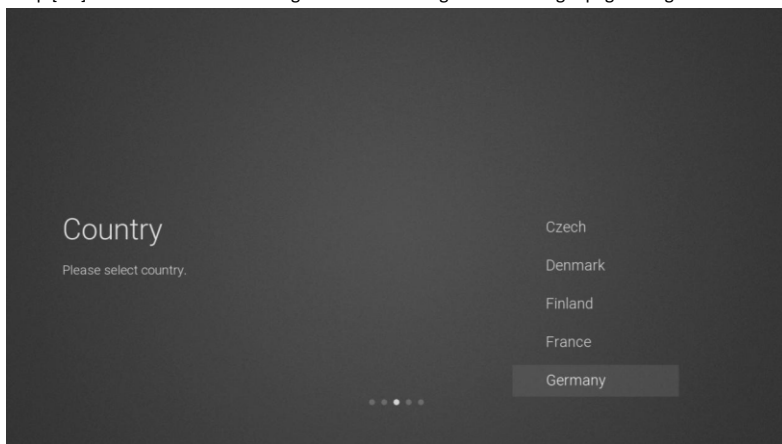 Country
Please select country.
Czech
Denmark
Finland
France
Germany